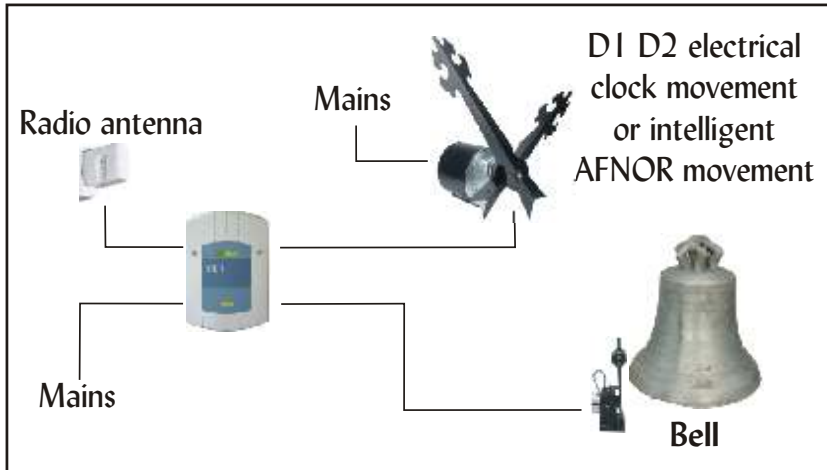 D1 D2 electrical
clock movement
or intelligent
AFNOR movement
Mains
Radio antenna
Mains
Bell